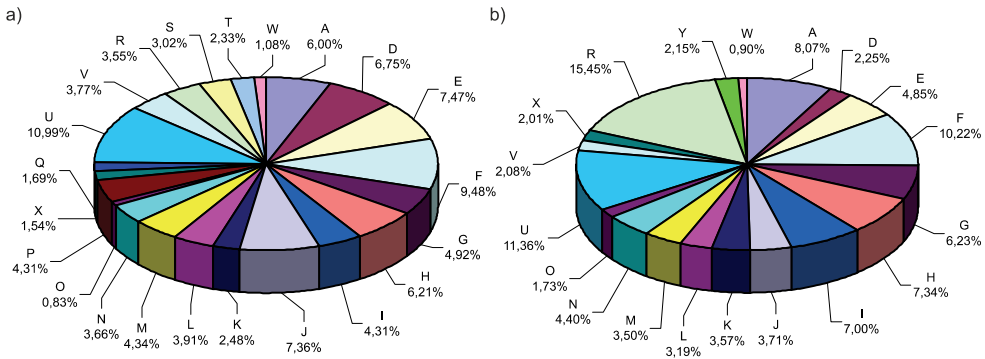 a)
A
6,00%
D
6,75%
E
7,47%
F
9,48%
G
4,92%
H
6,21%
I
4,31%
J
7,36%
K
2,48%
L
3,91%
M
4,34%
N
3,66%
O
0,83%
P
4,31%
X
1,54%
Q
1,69%
U
10,99%
V
3,77%
R
3,55%
S
3,02%
T
2,33%
W
1,08%
b)
A
8,07%
D
2,25%
E
4,85%
F
10,22%
G
6,23%
H
7,34%
I
7,00%
J
3,71%
K
3,57%
L
3,19%
M
3,50%
N
4,40%
O
1,73%
U
11,36%
V
2,08%
X
2,01%
R
15,45%
Y
2,15%
W
0,90%